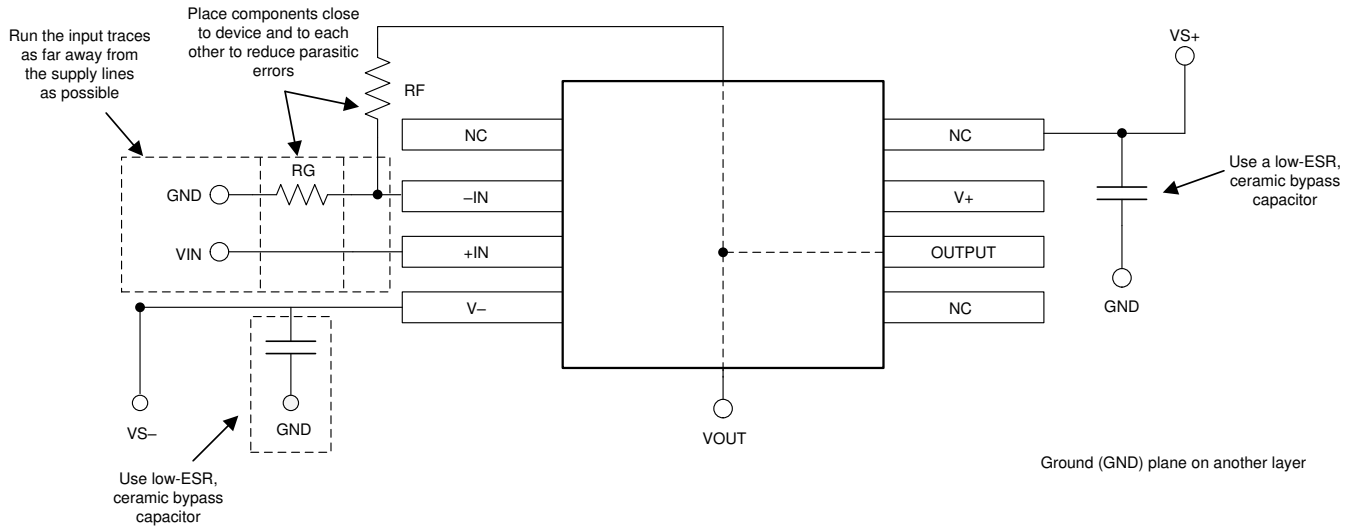 Place components close
to device and to each
other to reduce parasitic
errors
Run the input traces
as far away from
the supply lines
as possible
VS+
RF
NC
NC
Use a low-ESR,
ceramic bypass
capacitor
RG
GND
–IN
V+
VIN
+IN
OUTPUT
GND
V–
NC
VS–
GND
VOUT
Use low-ESR,
ceramic bypass
capacitor
Ground (GND) plane on another layer